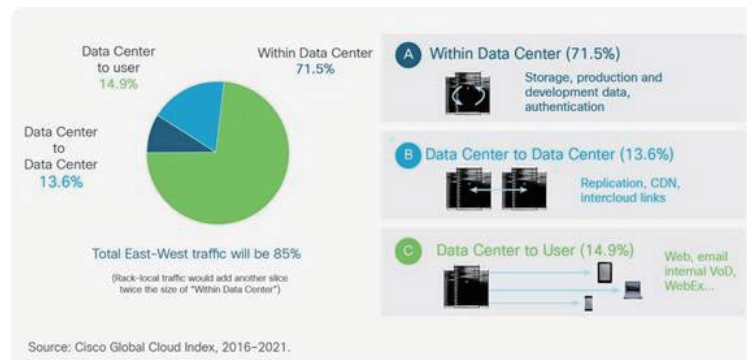 Data Center
to user
14.9%
Within Data Center
71.5%
Data Center
to
Data Center
13.6%
Total East-West traffic will be 85%
(Rack-local traffic would add another slice
twice the size of "Within Data Center")
A Within Data Center (71.5%)
Storage, production and
development data,
authentication
B Data Center to Data Center (13.6%)
Replication, CDN,
intercloud links
C Data Center to User (14.9%)
Web, email
internal VoD,
WebEx...
Source: Cisco Global Cloud Index, 2016–2021.